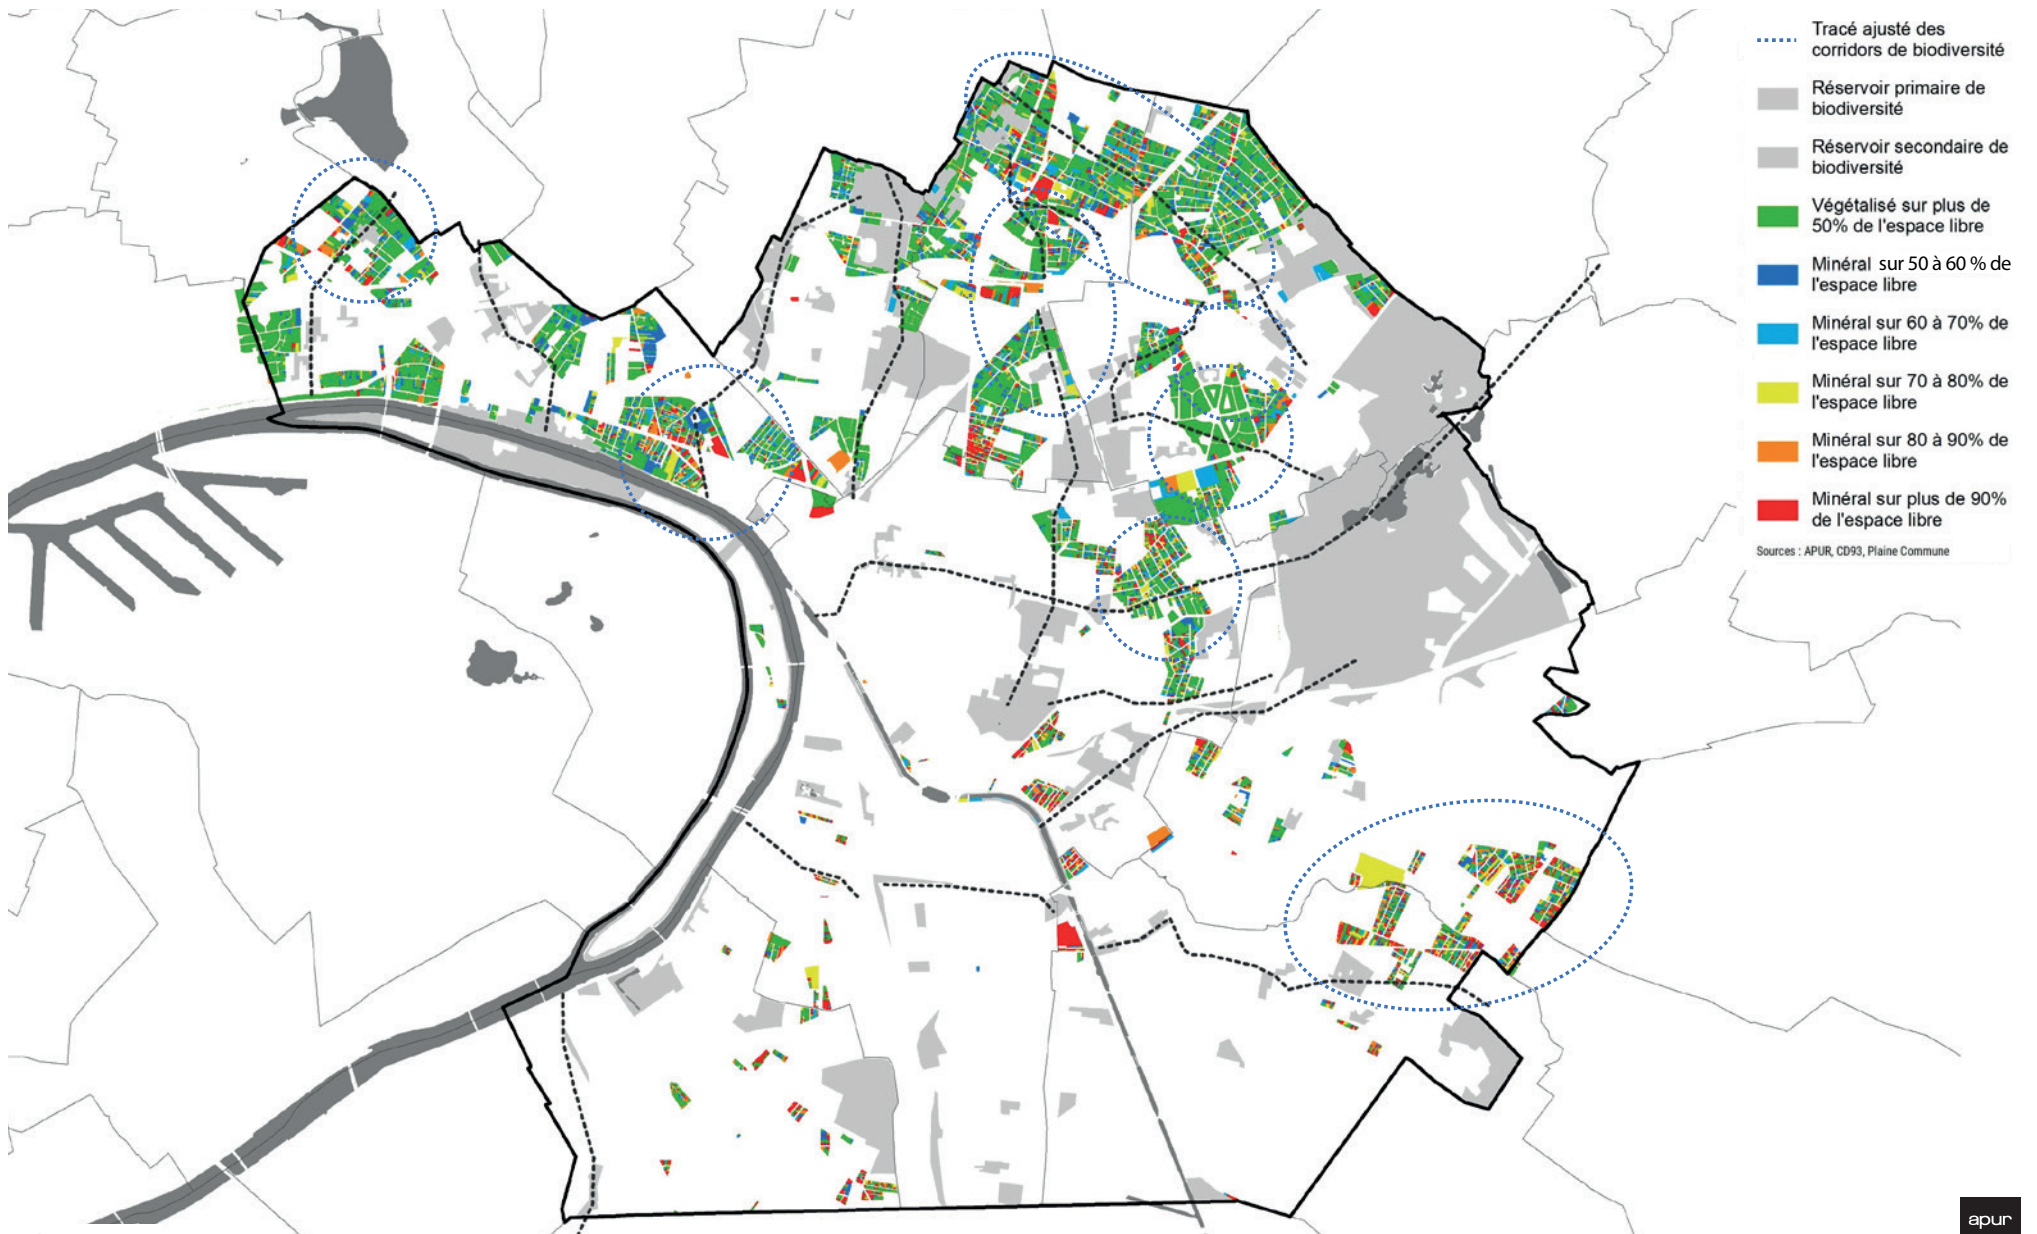 Tracé ajusté des
corridors de biodiversité
Réservoir primaire de
biodiversité
Réservoir secondaire de
biodiversité
Végétalisé sur plus de
50% de l'espace libre
Minéral sur 50 à 60 % de
l'espace libre
Minéral sur 60 à 70% de
l'espace libre
Minéral sur 70 à 80% de
l'espace libre
Minéral sur 80 à 90% de
l'espace libre
Minéral sur plus de 90%
de l'espace libre
Sources : APUR, CD93, Plaine Commune
apur